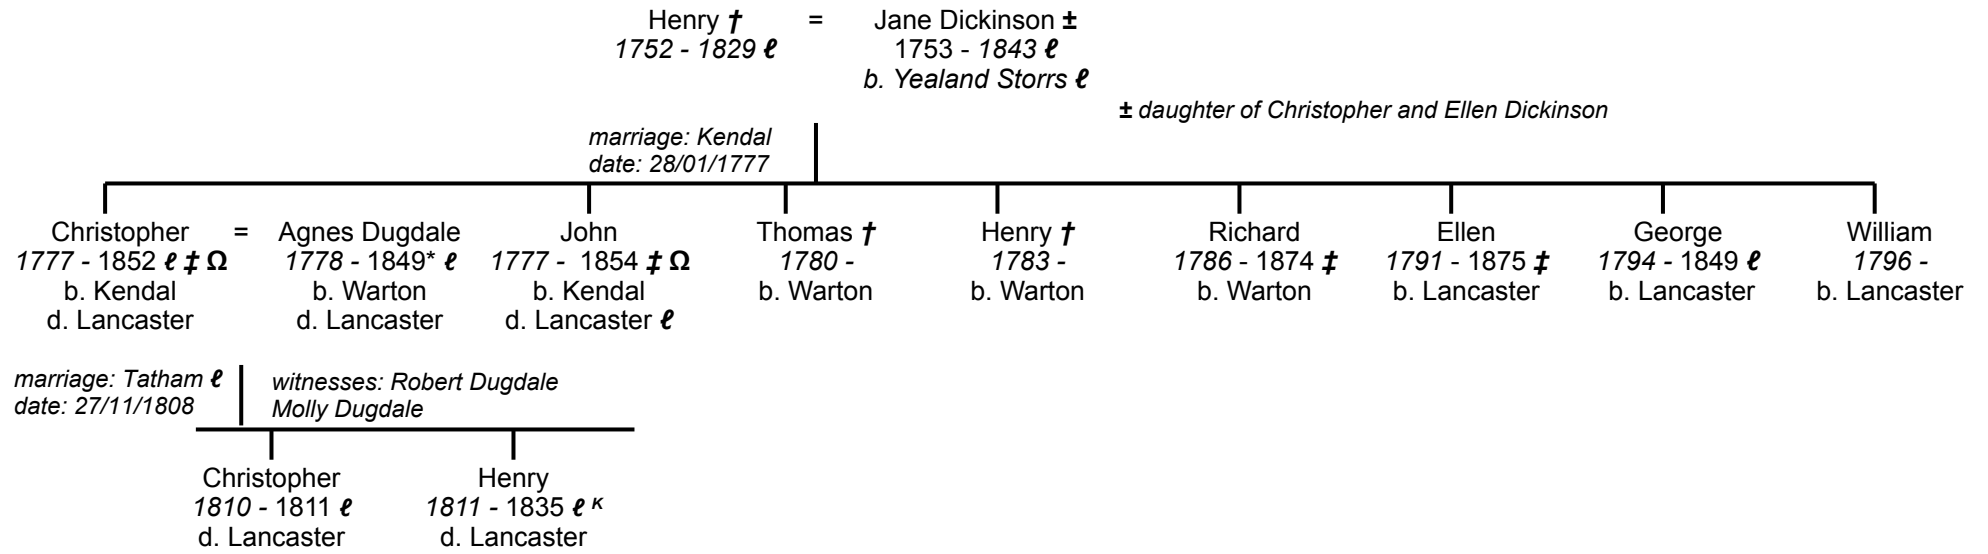 Henry † = Jane Dickinson ±
1752 - 1829 ℓ 1753 - 1843 ℓ
b. Yealand Storrs ℓ
± daughter of Christopher and Ellen Dickinson
marriage: Kendal
date: 28/01/1777
Christopher = Agnes Dugdale John Thomas † Henry † Richard Ellen George William
1777 - 1852 ℓ ‡ Ω 1778 - 1849* ℓ 1777 - 1854 ‡ Ω 1780 - 1783 - 1786 - 1874 ‡ 1791 - 1875 ‡ 1794 - 1849 ℓ 1796 -
b. Kendal b. Warton b. Kendal b. Warton b. Warton b. Warton b. Lancaster b. Lancaster b. Lancaster
d. Lancaster d. Lancaster d. Lancaster ℓ
marriage: Tatham ℓ witnesses: Robert Dugdale
date: 27/11/1808 Molly Dugdale
Christopher Henry
1810 - 1811 ℓ 1811 - 1835 ℓ ᴷ
d. Lancaster d. Lancaster